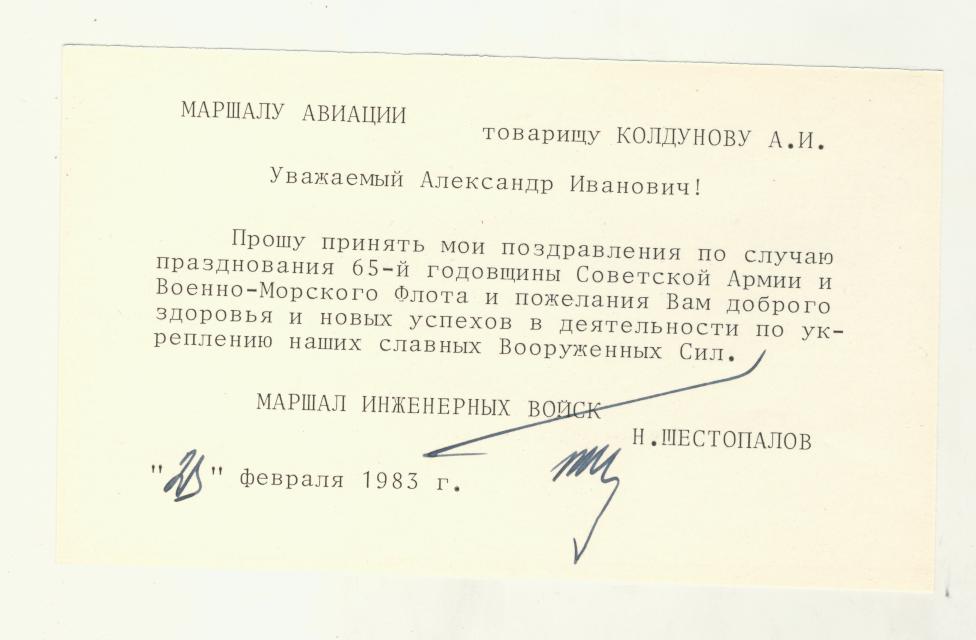 МАРШАЛУ АВИАЦИИ
товарищу КОЛДУНОВУ А.И.
Уважаемый Александр Иванович!
Прошу принять мои поздравления по случаю
празднования 65-й годовщины Советской Армии и
Военно-Морского Флота и пожелания Вам доброго
здоровья и новых успехов в деятельности по ук-
реплению наших славных Вооруженных Сил.
МАРШАЛ ИНЖЕНЕРНЫХ ВОЙСК
Н.ШЕСТОПАЛОВ
" " февраля 1983 г.